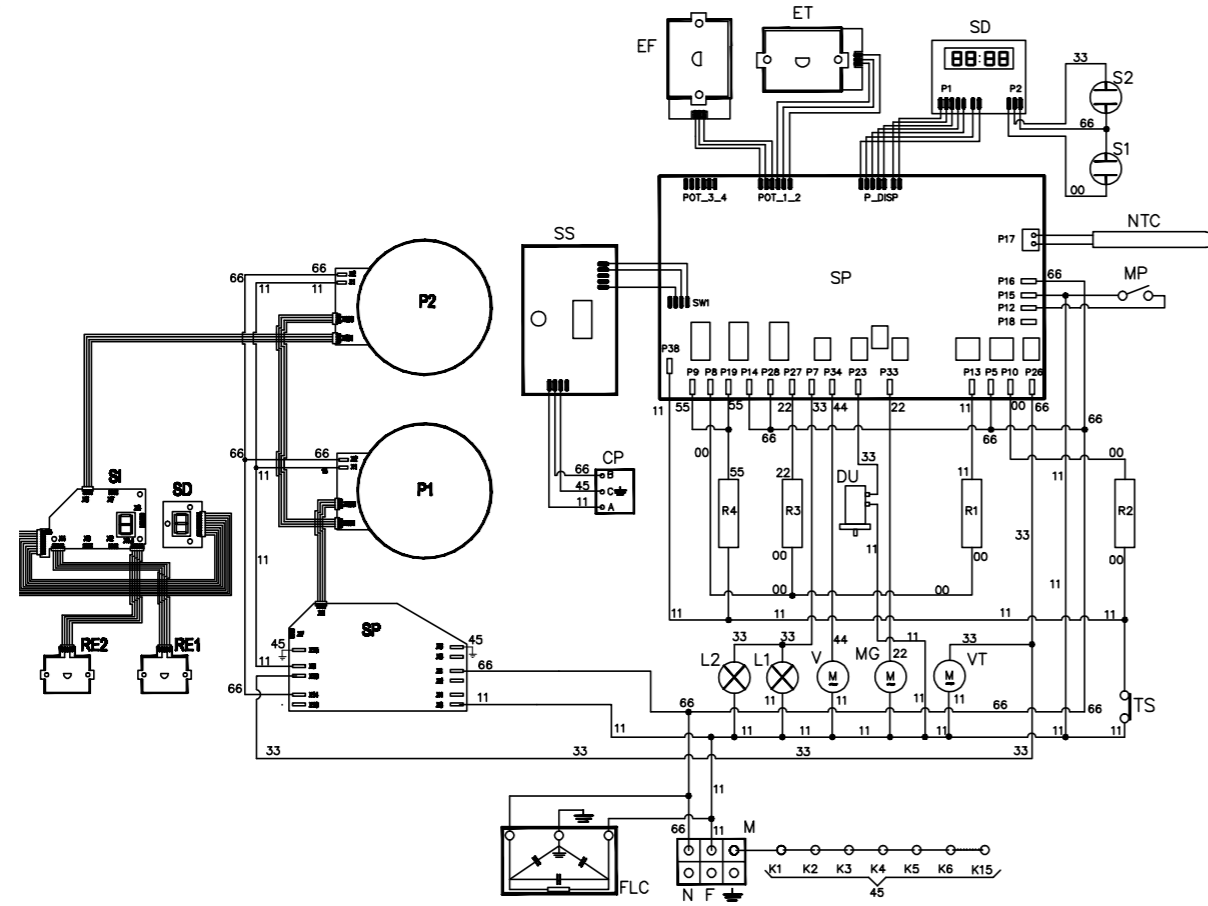 EF
ET
SD
88:88
P1 P2
33
S2
66
S1
00
POT_3_4 POT_1_2 P_DISP
SS
SW1
SP
P17
NTC
P16 66
P15
P12
P18
MP
P38
P9 P8 P19 P14 P28 P27 P7 P34 P23 P33 P13 P5 P10 P26
11 55 55 22 33 44 22 11 00 66
66 66 66
00 33 00
66 66
11 11
P2
66 66
11
P1
SI SD
CP
66 B
45 C
11 A
55 22 DU 11
R4 R3 R1 R2
11 00 00 33 00
11
00 00 00
11 11 11 11
RE2 RE1
SP
45 45
11 66
66 11
33 33 44 11 33
L2 L1 V MG 22 VT
M M M
11 11 11 11
66 66 66
TS
11 11 11 11 11 11 11 11
33 33 33 33
11
66 11 M
FLC
N F
K1 K2 K3 K4 K5 K6 K15
45